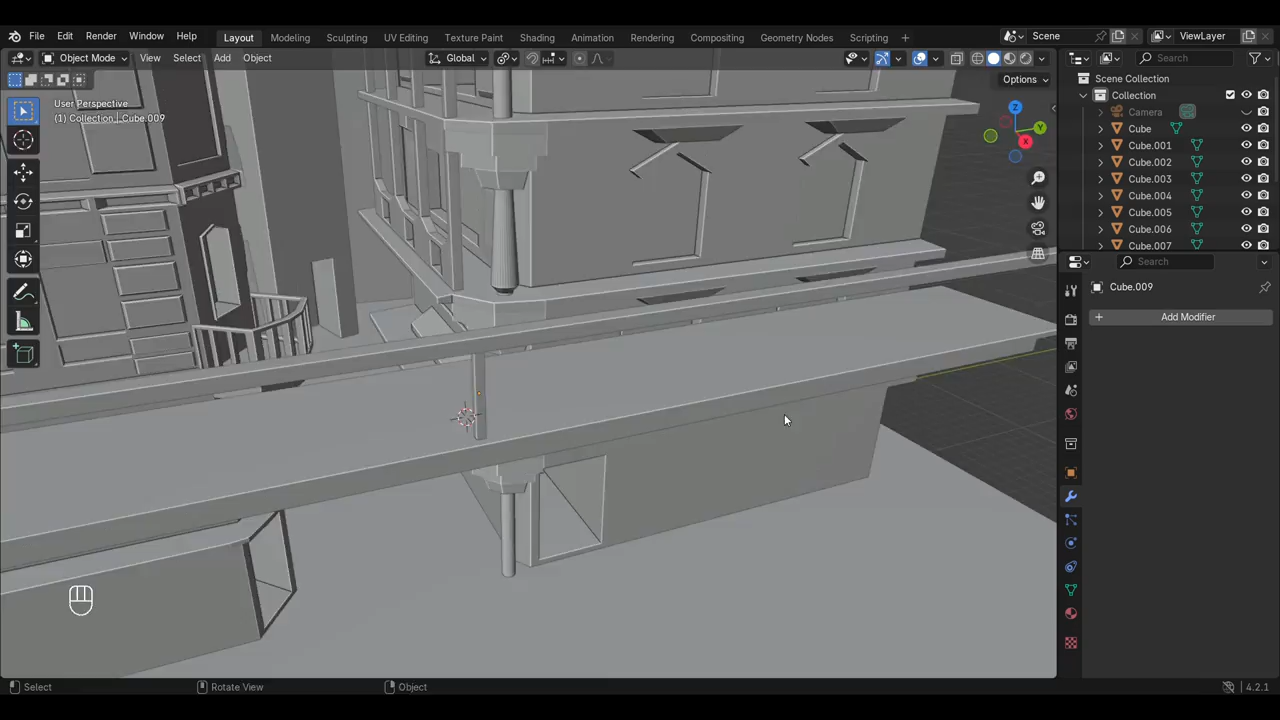 File Edit Render Window Help Layout Modeling Sculpting UV Editing Texture Paint Shading Animation Rendering Compositing Geometry Nodes Scripting Scene ViewLayer
Object Mode View Select Add Object Global Search
Options
User Perspective
(1) Collection | Cube.009
Z
Y
X
Scene Collection
Collection
Camera
Cube
Cube.001
Cube.002
Cube.003
Cube.004
Cube.005
Cube.006
Cube.007
Search
Cube.009
+ Add Modifier
Select Rotate View Object 4.2.1